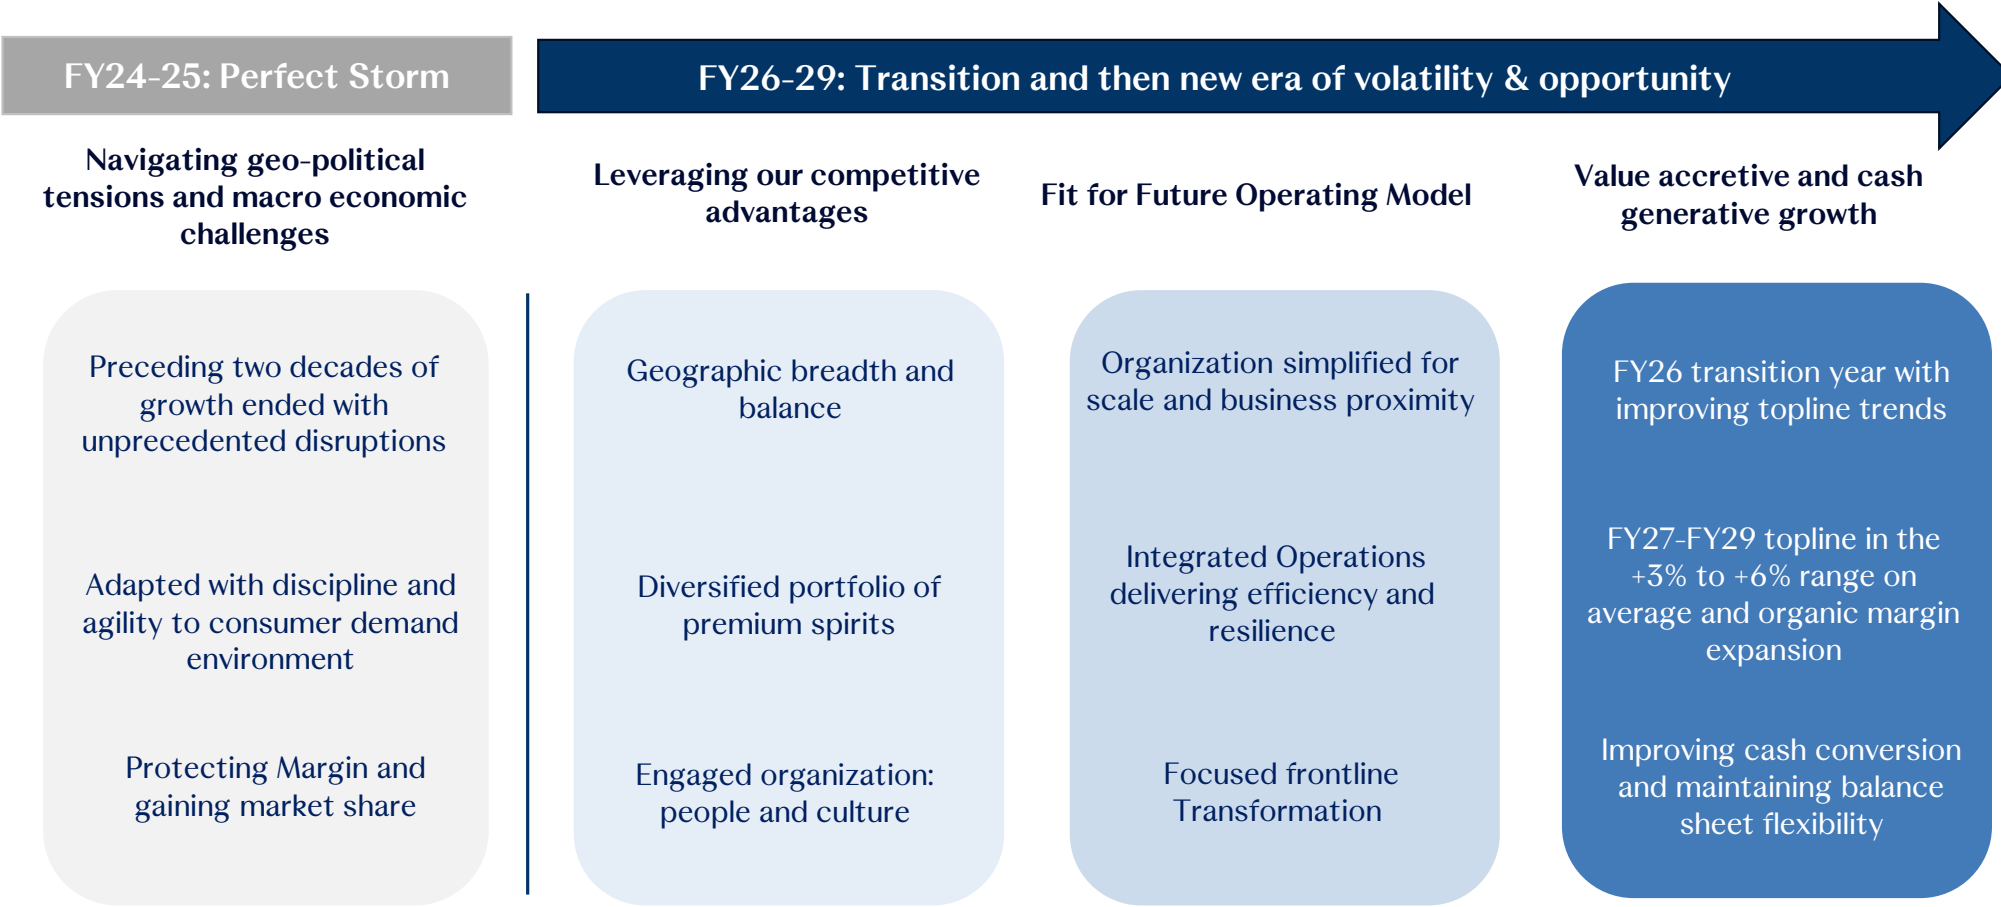 FY24-25: Perfect Storm
FY26-29: Transition and then new era of volatility & opportunity
Navigating geo-political
tensions and macro economic
challenges
Preceding two decades of
growth ended with
unprecedented disruptions
Adapted with discipline and
agility to consumer demand
environment
Protecting Margin and
gaining market share
Leveraging our competitive
advantages
Geographic breadth and
balance
Diversified portfolio of
premium spirits
Engaged organization:
people and culture
Fit for Future Operating Model
Organization simplified for
scale and business proximity
Integrated Operations
delivering efficiency and
resilience
Focused frontline
Transformation
Value accretive and cash
generative growth
FY26 transition year with
improving topline trends
FY27-FY29 topline in the
+3% to +6% range on
average and organic margin
expansion
Improving cash conversion
and maintaining balance
sheet flexibility